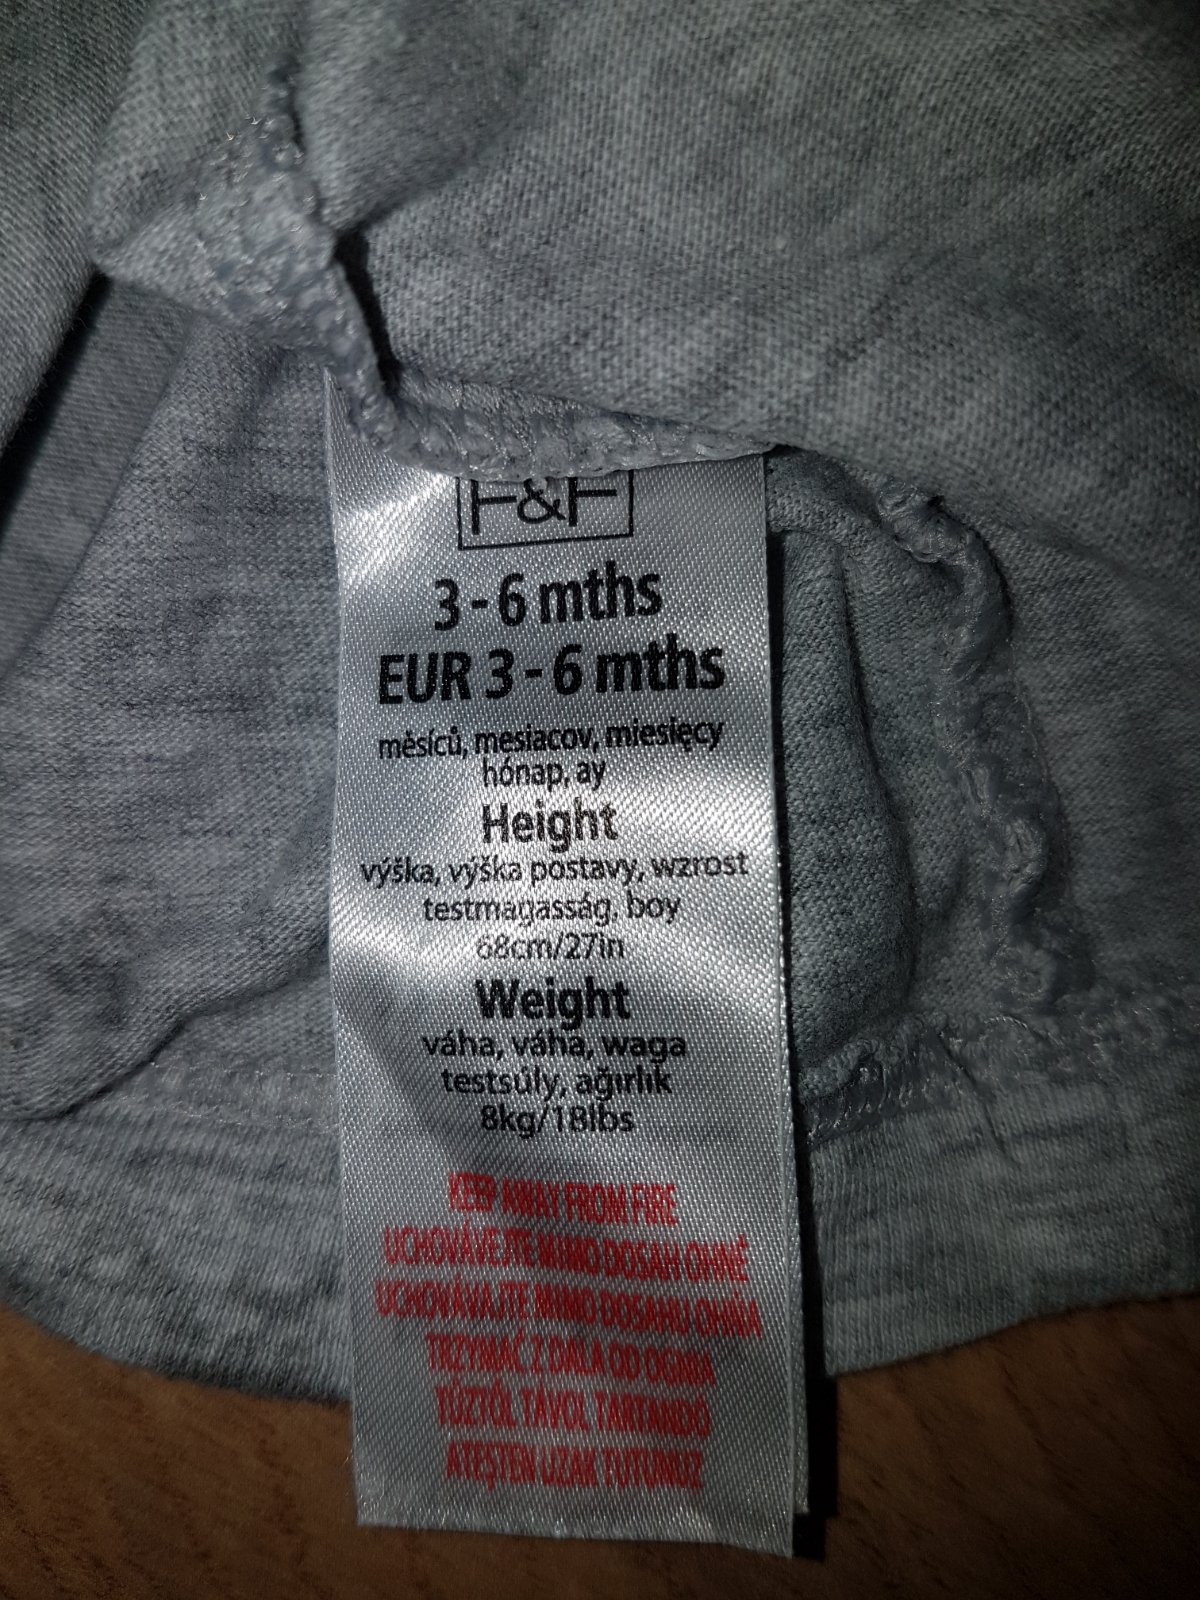 F&F
3 - 6 mths
EUR 3 - 6 mths
měsíců, mesiacov, miesięcy
hónap, ay
Height
výška, výška postavy, wzrost
testmagasság, boy
68cm/27in
Weight
váha, váha, waga
testsúly, ağırlık
8kg/18lbs
KEEP AWAY FROM FIRE
UCHOVÁVEJTE MIMO DOSAH OHNĚ
UCHOVÁVAJTE MIMO DOSAHU OHŇA
TRZYMAĆ Z DALA OD OGNIA
TŰZTŐL TÁVOL TARTANDÓ
ATEŞTEN UZAK TUTUNUZ